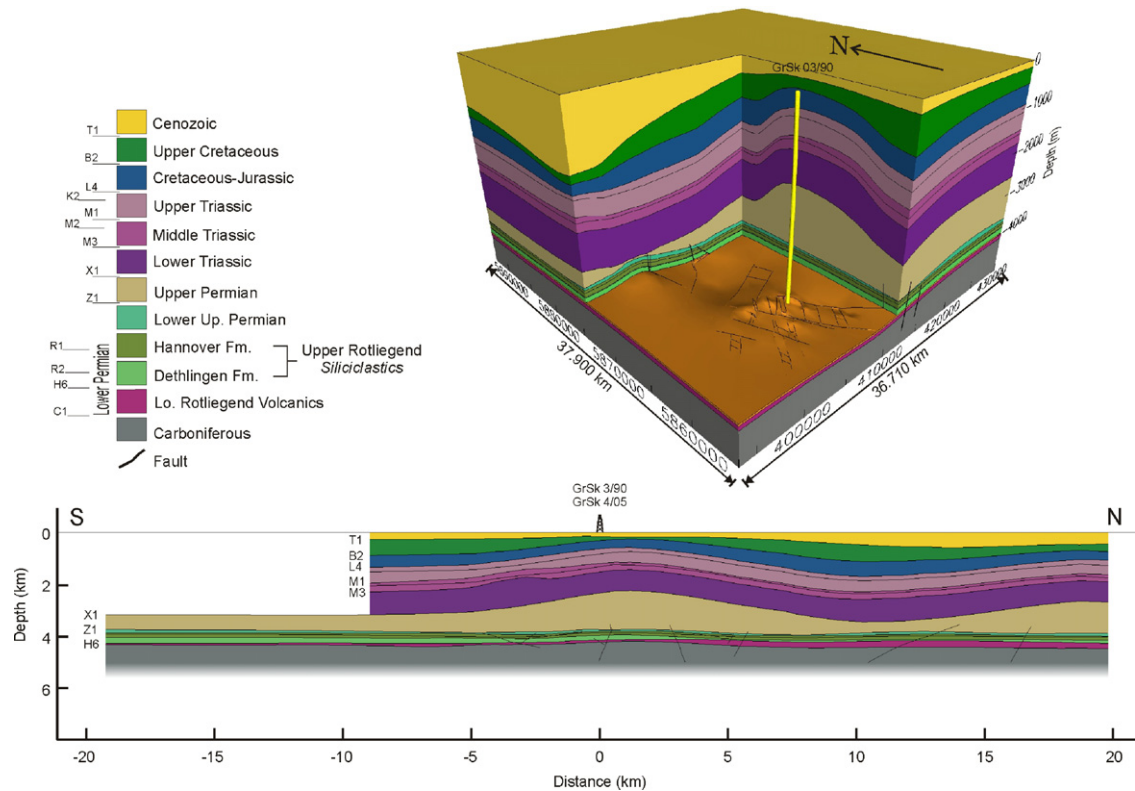 N
GrSk 03/90
0
-1000
-2000
Depth (m)
-3000
-4000
T1
Cenozoic
B2
Upper Cretaceous
L4
Cretaceous-Jurassic
K2
Upper Triassic
M1
M2
Middle Triassic
M3
Lower Triassic
X1
Upper Permian
Z1
Lower Up. Permian
R1
Hannover Fm.
Upper Rotliegend
Siliciclastics
R2
Dethlingen Fm.
H6
Lo. Rotliegend Volcanics
C1
Carboniferous
Lower Permian
Fault
5880000
5870000
5860000
37.900 km
400000
410000
420000
430000
36.710 km
GrSk 3/90
GrSk 4/05
S
N
0
T1
B2
L4
M1
M3
2
X1
Z1
H6
4
6
Depth (km)
-20
-15
-10
-5
0
5
10
15
20
Distance (km)